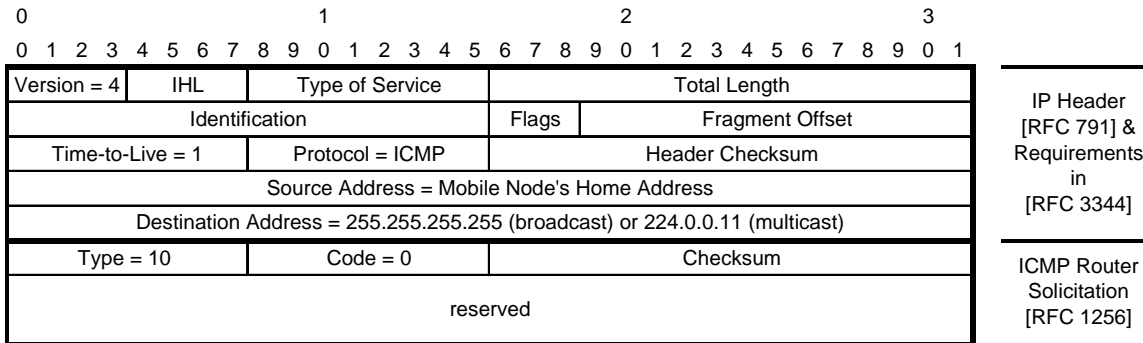 0 1 2 3
0 1 2 3 4 5 6 7 8 9 0 1 2 3 4 5 6 7 8 9 0 1 2 3 4 5 6 7 8 9 0 1
Version = 4 IHL Type of Service Total Length
Identification Flags Fragment Offset
Time-to-Live = 1 Protocol = ICMP Header Checksum
Source Address = Mobile Node's Home Address
Destination Address = 255.255.255.255 (broadcast) or 224.0.0.11 (multicast)
IP Header
[RFC 791] &
Requirements
in
[RFC 3344]
Type = 10 Code = 0 Checksum
reserved
ICMP Router
Solicitation
[RFC 1256]